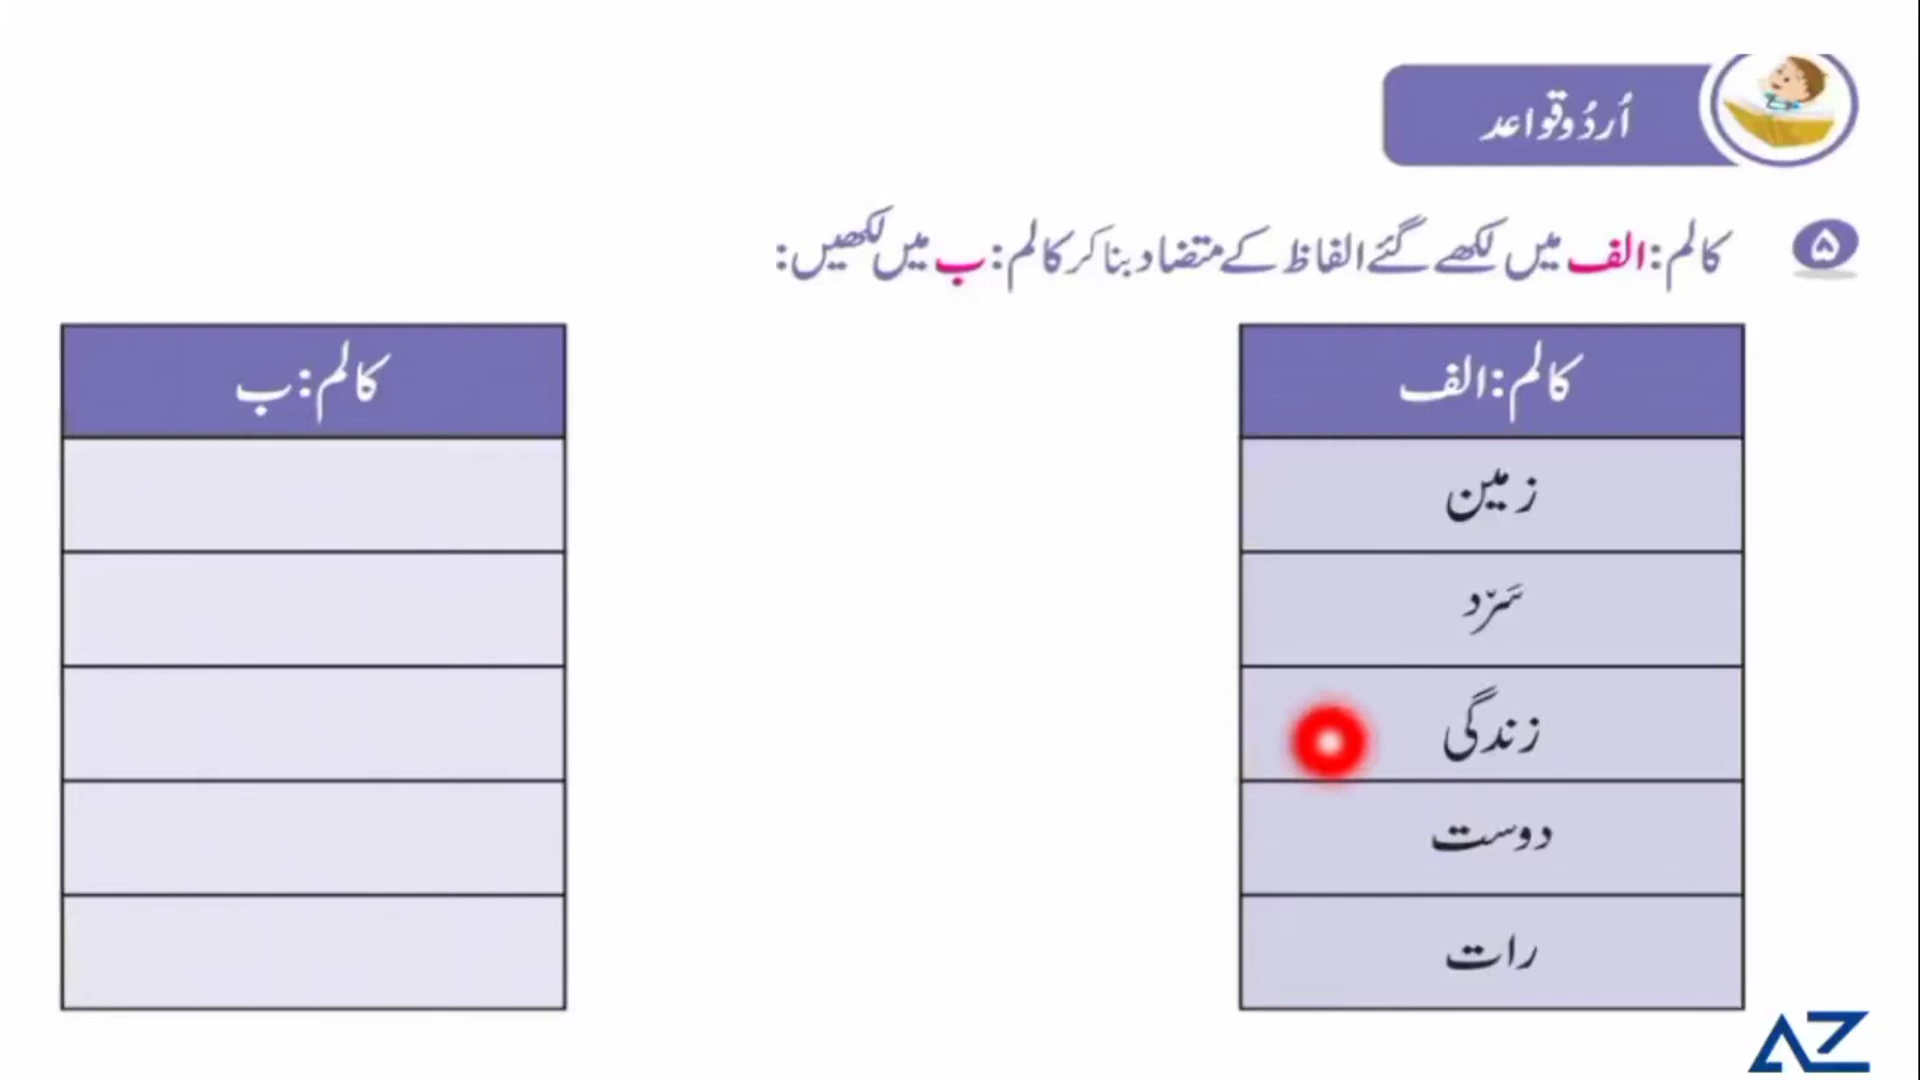 اُردُو قواعد
۵ کالم: الف میں لکھے گئے الفاظ کے متضاد بنا کر کالم: ب میں لکھیں:
کالم: الف
زمین
سَرّد
زندگی
دوست
رات
کالم: ب
AZ